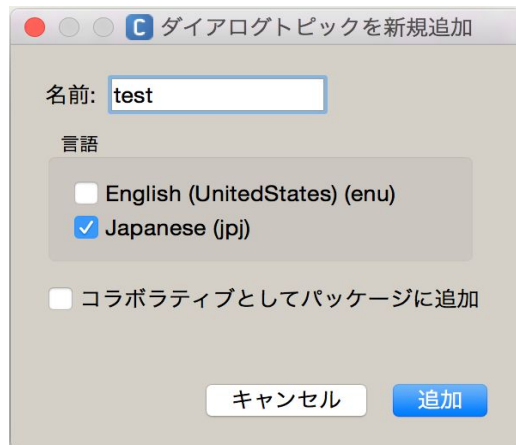 C ダイアログトピックを新規追加
名前: test
言語
English (UnitedStates) (enu)
Japanese (jpj)
コラボラティブとしてパッケージに追加
キャンセル 追加